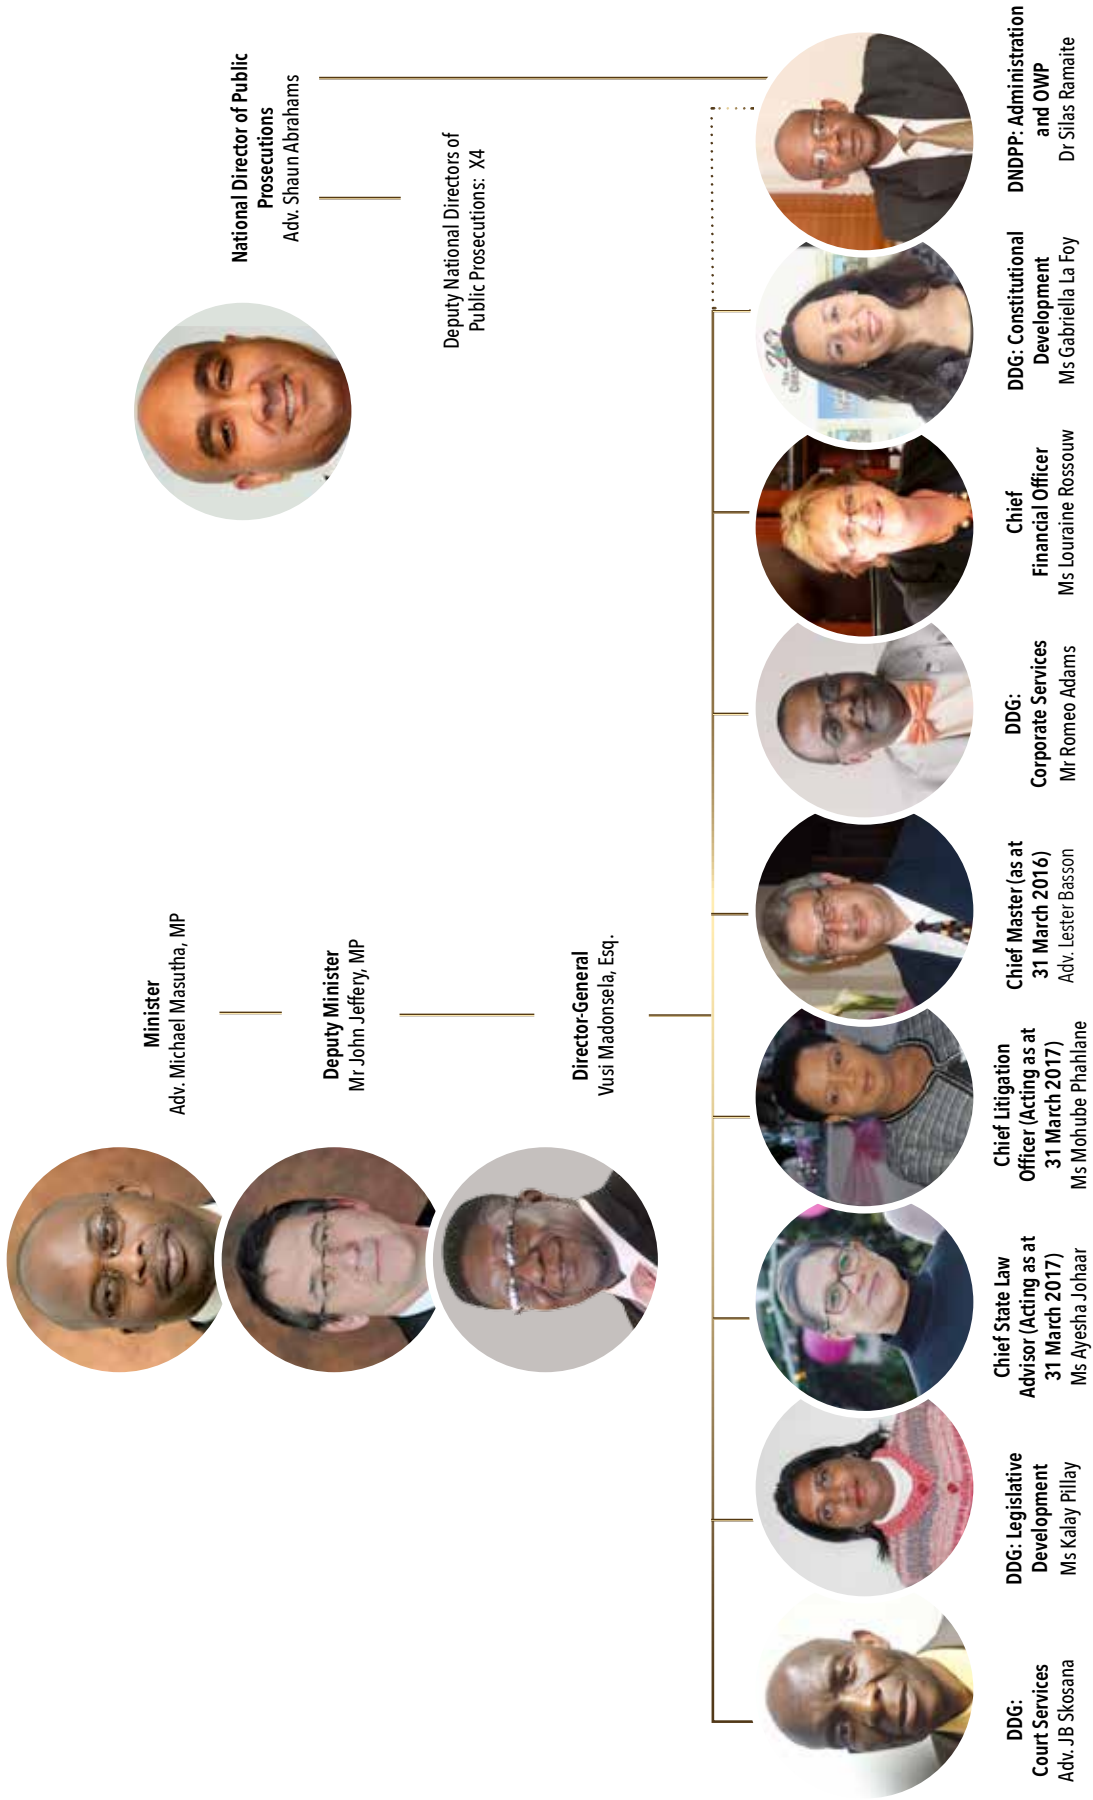 Minister
Adv. Michael Masutha, MP
Deputy Minister
Mr John Jeffery, MP
Director-General
Vusi Madonsela, Esq.
National Director of Public
Prosecutions
Adv. Shaun Abrahams
Deputy National Directors of
Public Prosecutions: X4
DDG:
Court Services
Adv. JB Skosana
DDG: Legislative
Development
Ms Kalay Pillay
Chief State Law
Advisor (Acting as at
31 March 2017)
Ms Ayesha Johaar
Chief Litigation
Officer (Acting as at
31 March 2017)
Ms Mohube Phahlane
Chief Master (as at
31 March 2016)
Adv. Lester Basson
DDG:
Corporate Services
Mr Romeo Adams
Chief
Financial Officer
Ms Louraine Rossouw
DDG: Constitutional
Development
Ms Gabriella La Foy
DNDPP: Administration
and OWP
Dr Silas Ramaite